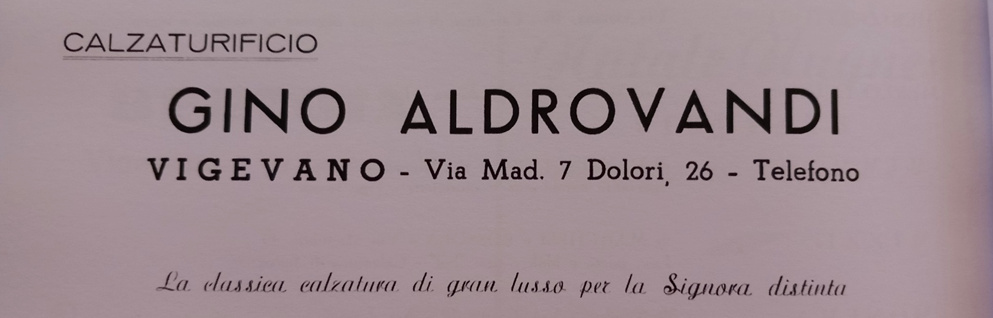 CALZATURIFICIO
GINO ALDROVANDI
VIGEVANO - Via Mad. 7 Dolori, 26 - Telefono
La classica calzatura di gran lusso per la Signora distinta